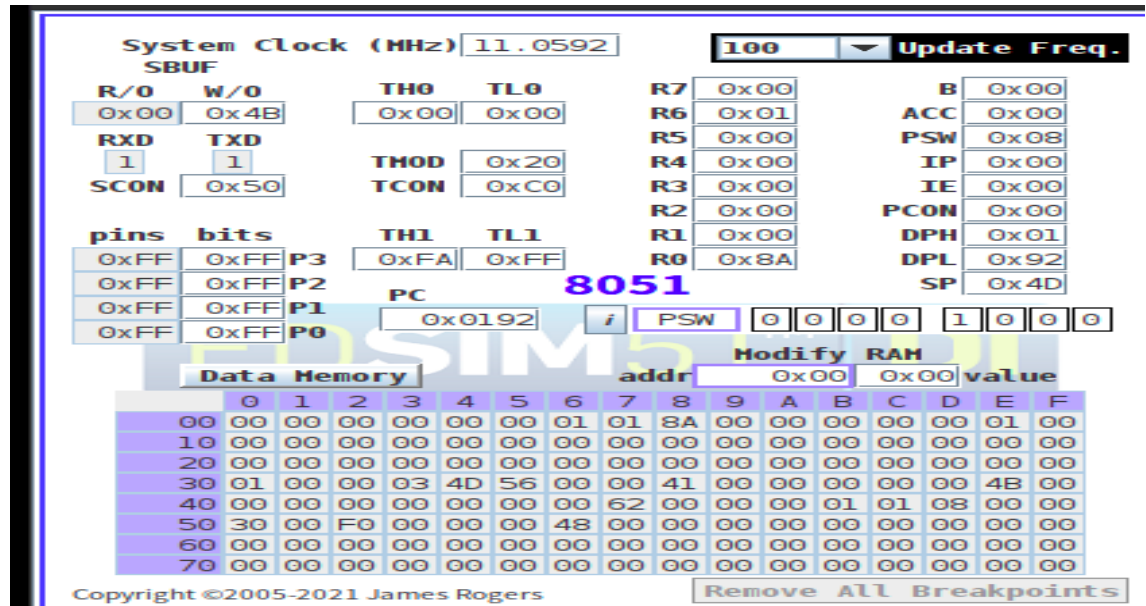 System Clock (MHz) 11.0592 100 Update Freq.
SBUF
R/O W/O TH0 TL0 R7 0x00 B 0x00
0x00 0x4B 0x00 0x00 R6 0x01 ACC 0x00
RXD TXD R5 0x00 PSW 0x08
1 1 TMOD 0x20 R4 0x00 IP 0x00
SCON 0x50 TCON 0xC0 R3 0x00 IE 0x00
R2 0x00 PCON 0x00
pins bits TH1 TL1 R1 0x00 DPH 0x01
0xFF 0xFF P3 0xFA 0xFF R0 0x8A DPL 0x92
0xFF 0xFF P2 PC 8051 SP 0x4D
0xFF 0xFF P1 0x0192 i PSW 0 0 0 0 1 0 0 0
0xFF 0xFF P0
Modify RAM
Data Memory addr 0x00 0x00 value
0 1 2 3 4 5 6 7 8 9 A B C D E F
00 00 00 00 00 00 00 01 01 8A 00 00 00 00 00 01 00
10 00 00 00 00 00 00 00 00 00 00 00 00 00 00 00 00
20 00 00 00 00 00 00 00 00 00 00 00 00 00 00 00 00
30 01 00 00 03 4D 56 00 00 41 00 00 00 00 00 4B 00
40 00 00 00 00 00 00 00 62 00 00 00 01 01 08 00 00
50 30 00 F0 00 00 00 00 48 00 00 00 00 00 00 00 00
60 00 00 00 00 00 00 00 00 00 00 00 00 00 00 00 00
70 00 00 00 00 00 00 00 00 00 00 00 00 00 00 00 00
Copyright ©2005-2021 James Rogers Remove All Breakpoints